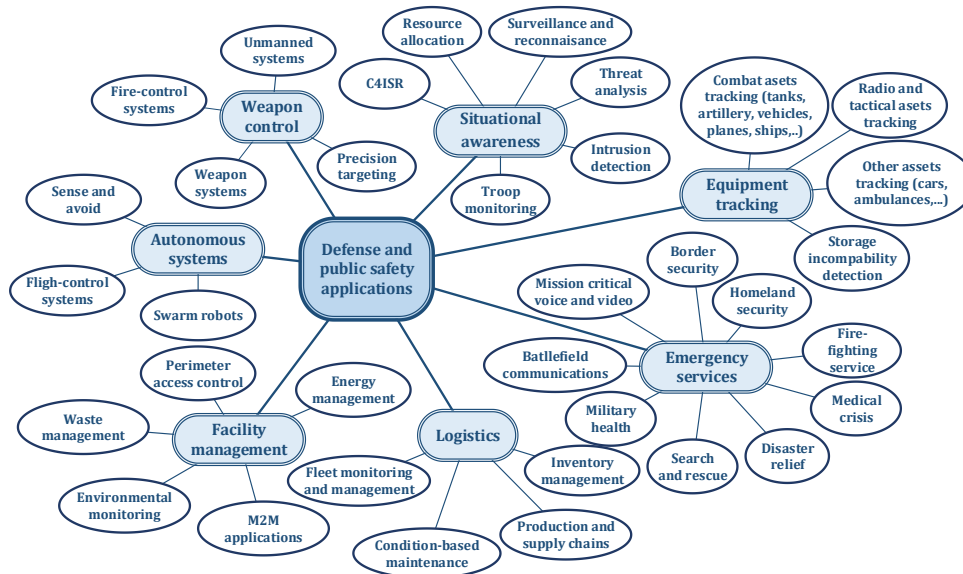 Unmanned
systems
Fire-control
systems
Weapon
control
Weapon
systems
Precision
targeting
Resource
allocation
Surveillance and
reconnaisance
C4ISR
Threat
analysis
Situational
awareness
Intrusion
detection
Troop
monitoring
Combat asets
tracking (tanks,
artillery, vehicles,
planes, ships,..)
Radio and
tactical asets
tracking
Other assets
tracking (cars,
ambulances,...)
Equipment
tracking
Storage
incompability
detection
Sense and
avoid
Autonomous
systems
Fligh-control
systems
Swarm robots
Defense and
public safety
applications
Border
security
Mission critical
voice and video
Homeland
security
Batllefield
communications
Emergency
services
Fire-
fighting
service
Medical
crisis
Military
health
Search
and rescue
Disaster
relief
Perimeter
access control
Energy
management
Waste
management
Facility
management
Environmental
monitoring
M2M
applications
Logistics
Fleet monitoring
and management
Inventory
management
Condition-based
maintenance
Production and
supply chains